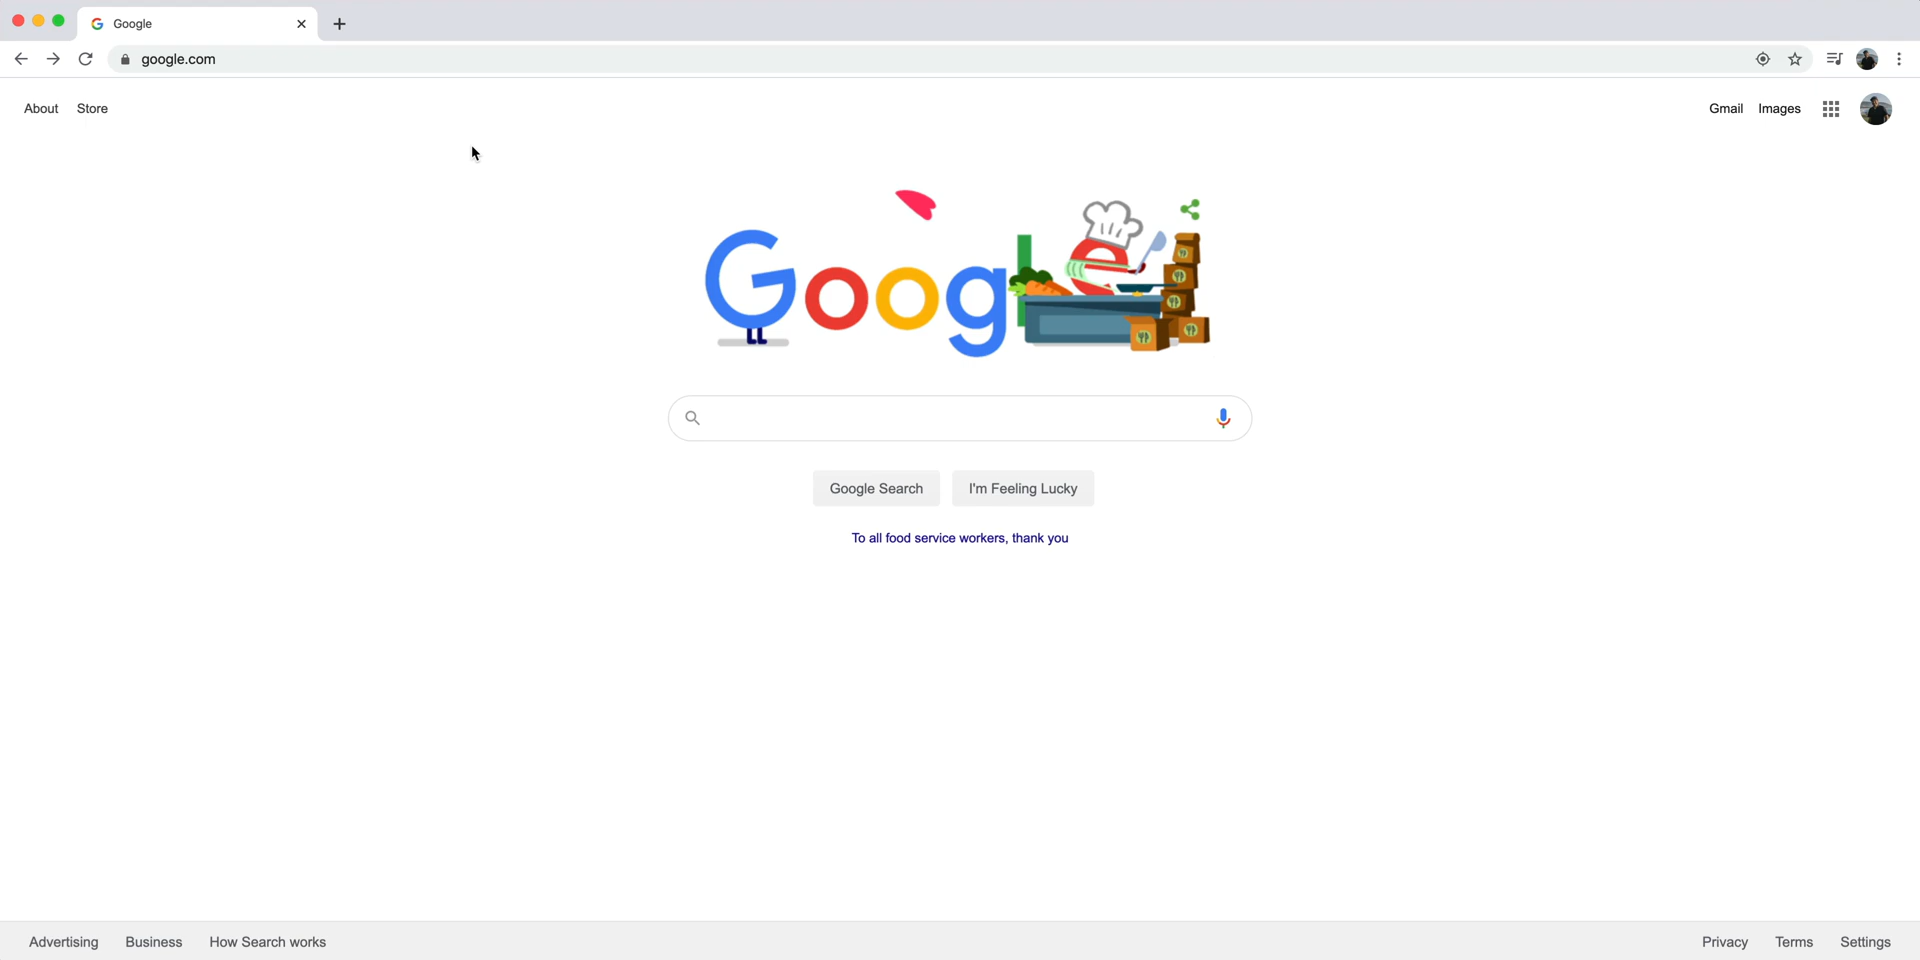 Google
google.com
About Store
Gmail Images
Google
Google Search I'm Feeling Lucky
To all food service workers, thank you
Advertising Business How Search works
Privacy Terms Settings